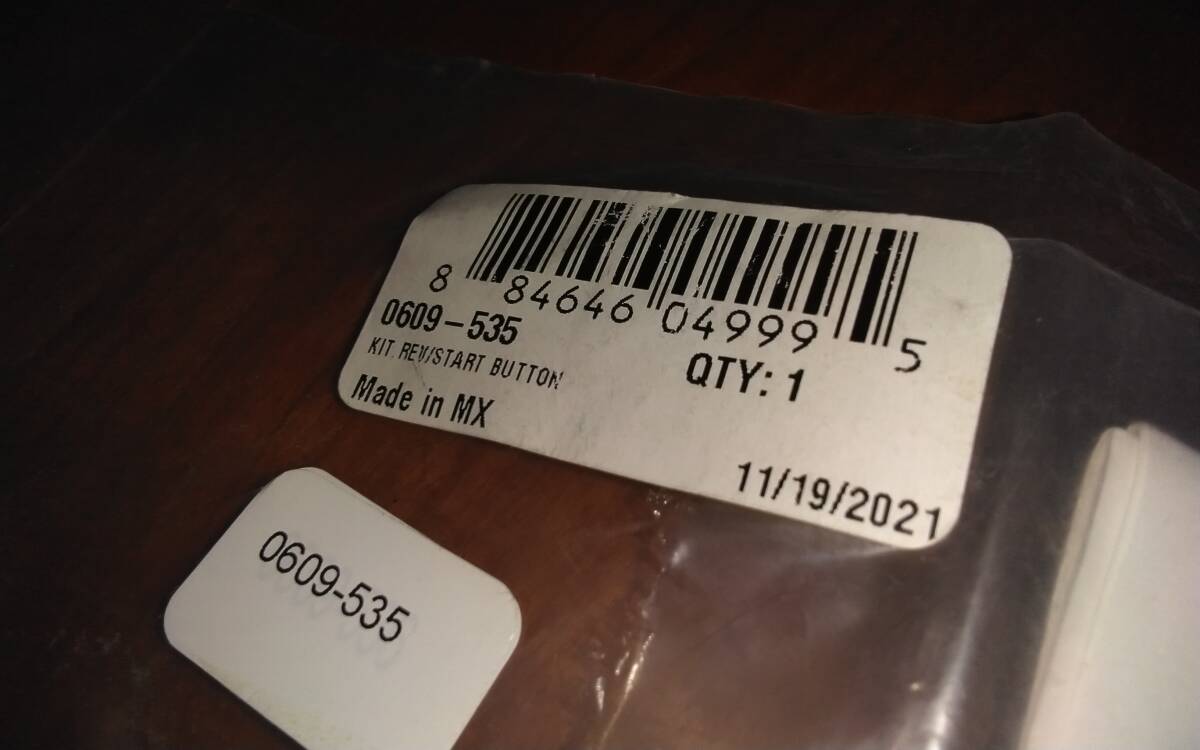 8 84646 04999 5
0609-535
KIT, REV/START BUTTON
QTY: 1
Made in MX
11/19/2021
0609-535